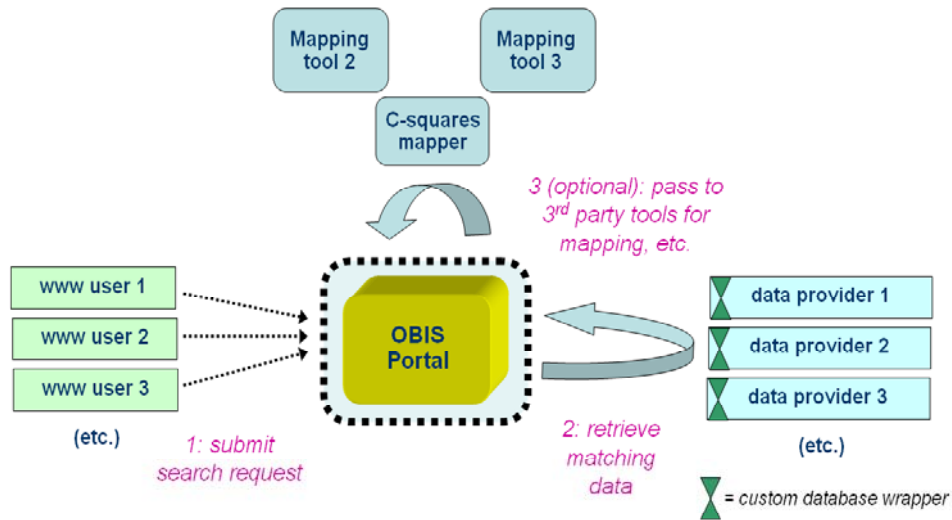 Mapping
tool 2
Mapping
tool 3
C-squares
mapper
3 (optional): pass to
3rd party tools for
mapping, etc.
www user 1
www user 2
www user 3
(etc.)
1: submit
search request
OBIS
Portal
2: retrieve
matching
data
data provider 1
data provider 2
data provider 3
(etc.)
= custom database wrapper